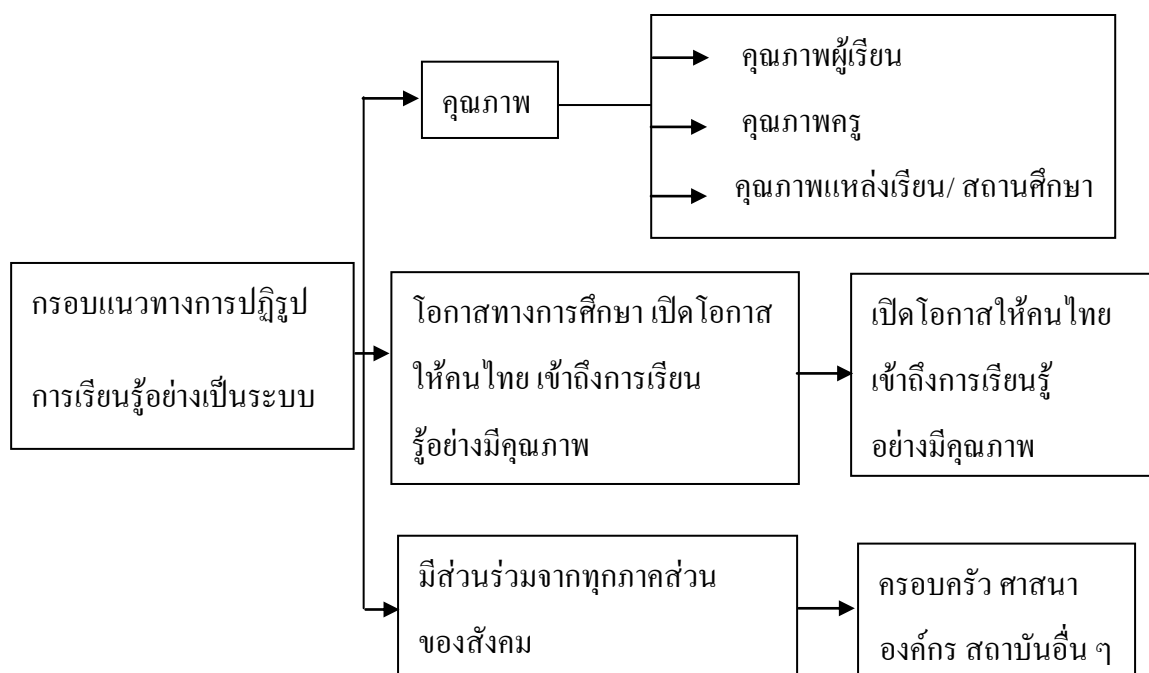 คุณภาพ
คุณภาพผู้เรียน
คุณภาพครู
คุณภาพแหล่งเรียน/ สถานศึกษา
กรอบแนวทางการปฏิรูป
การเรียนรู้อย่างเป็นระบบ
โอกาสทางการศึกษา เปิดโอกาส
ให้คนไทย เข้าถึงการเรียน
รู้อย่างมีคุณภาพ
เปิดโอกาสให้คนไทย
เข้าถึงการเรียนรู้
อย่างมีคุณภาพ
มีส่วนร่วมจากทุกภาคส่วน
ของสังคม
ครอบครัว ศาสนา
องค์กร สถาบันอื่น ๆ